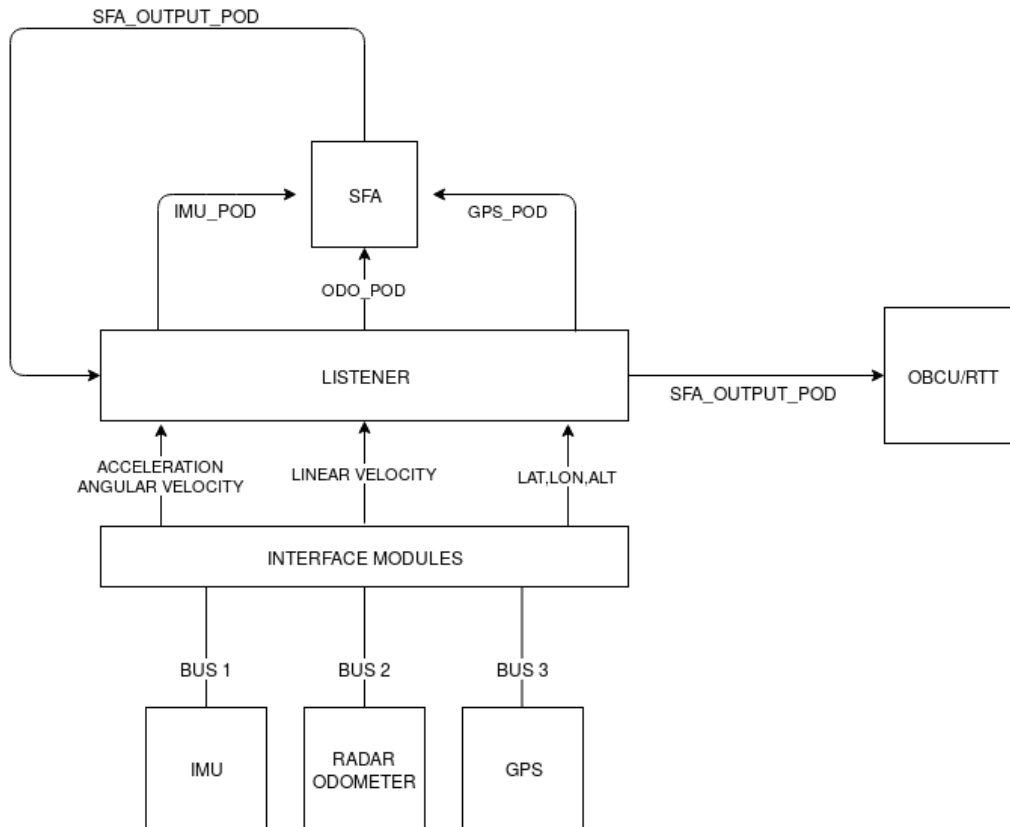 SFA_OUTPUT_POD
SFA
IMU_POD
GPS_POD
ODO_POD
LISTENER
OBCU/RTT
SFA_OUTPUT_POD
ACCELERATION
ANGULAR VELOCITY
LINEAR VELOCITY
LAT,LON,ALT
INTERFACE MODULES
BUS 1
BUS 2
BUS 3
IMU
RADAR
ODOMETER
GPS